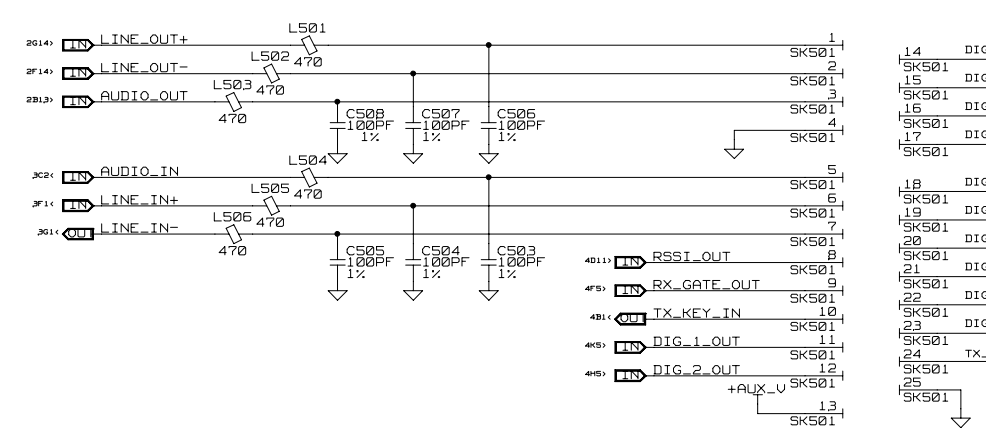 L501
2G14> IN LINE_OUT+ 470 1 SK501
L502
2F14> IN LINE_OUT- 470 2 SK501
L503
2B13> IN AUDIO_OUT 470 3 SK501
C508 C507 C506
100PF 100PF 100PF
1% 1% 1%
4 SK501
L504
3C2< IN AUDIO_IN 470 5 SK501
L505
3F1< IN LINE_IN+ 470 6 SK501
L506
3G1< OUT LINE_IN- 470 7 SK501
C505 C504 C503
100PF 100PF 100PF
1% 1% 1%
4D11> IN RSSI_OUT 8 SK501
4F5> IN RX_GATE_OUT 9 SK501
4B1< OUT TX_KEY_IN 10 SK501
4K5> IN DIG_1_OUT 11 SK501
4H5> IN DIG_2_OUT 12 SK501
+AUX_V
13 SK501
14 DIG
SK501
15 DIG
SK501
16 DIG
SK501
17 DIG
SK501
18 DIG
SK501
19 DIG
SK501
20 DIG
SK501
21 DIG
SK501
22 DIG
SK501
23 DIG
SK501
24 TX_
SK501
25
SK501